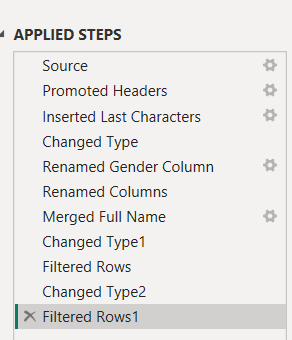 APPLIED STEPS
Source
Promoted Headers
Inserted Last Characters
Changed Type
Renamed Gender Column
Renamed Columns
Merged Full Name
Changed Type1
Filtered Rows
Changed Type2
Filtered Rows1